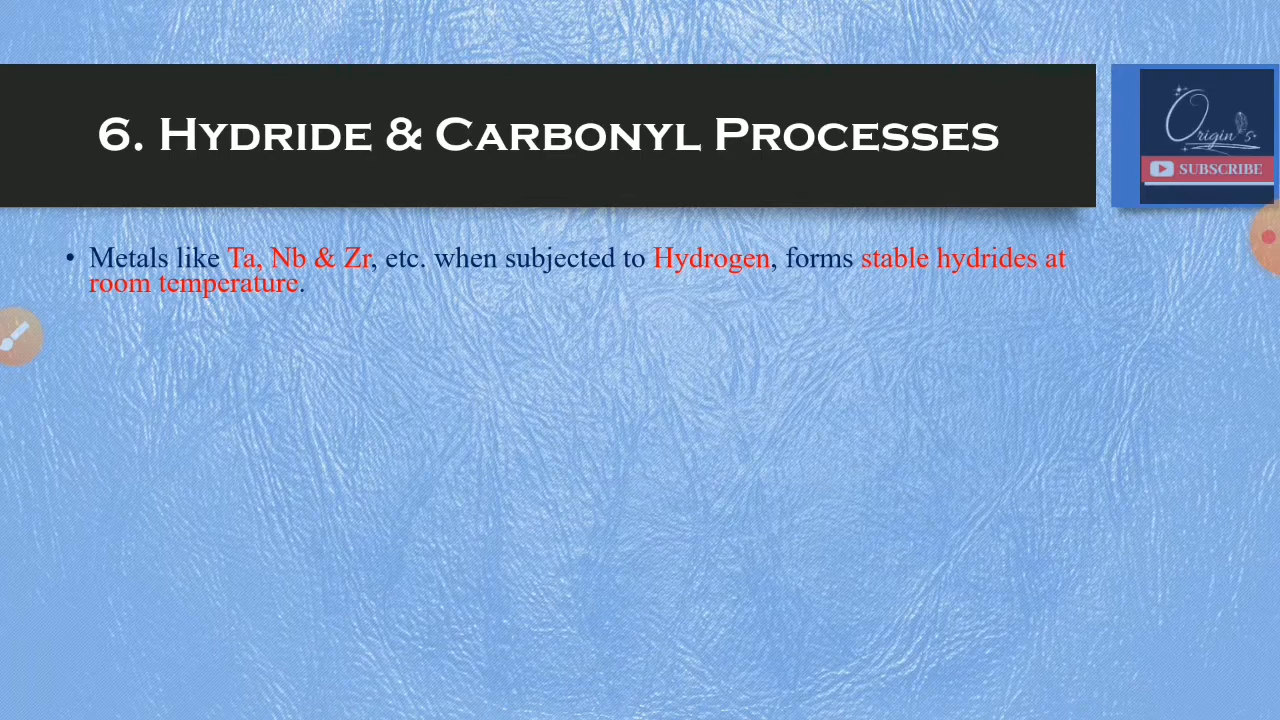 6. HYDRIDE & CARBONYL PROCESSES
Origin's
SUBSCRIBE
• Metals like Ta, Nb & Zr, etc. when subjected to Hydrogen, forms stable hydrides at
room temperature.